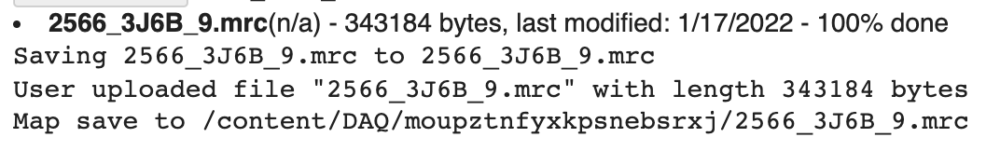 • 2566_3J6B_9.mrc(n/a) - 343184 bytes, last modified: 1/17/2022 - 100% done
Saving 2566_3J6B_9.mrc to 2566_3J6B_9.mrc
User uploaded file "2566_3J6B_9.mrc" with length 343184 bytes
Map save to /content/DAQ/moupztnfyxkpsnebsrxj/2566_3J6B_9.mrc